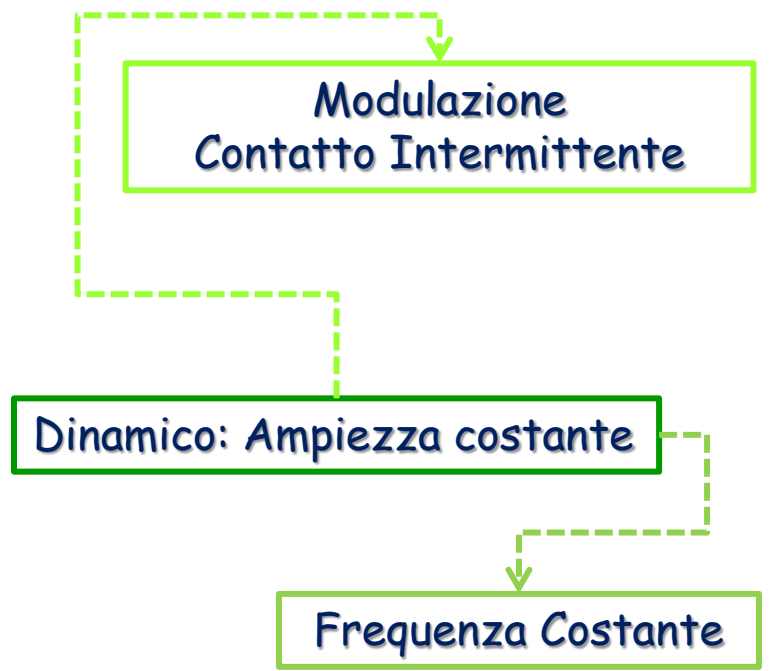 Modulazione
Contatto Intermittente
Dinamico: Ampiezza costante
Frequenza Costante